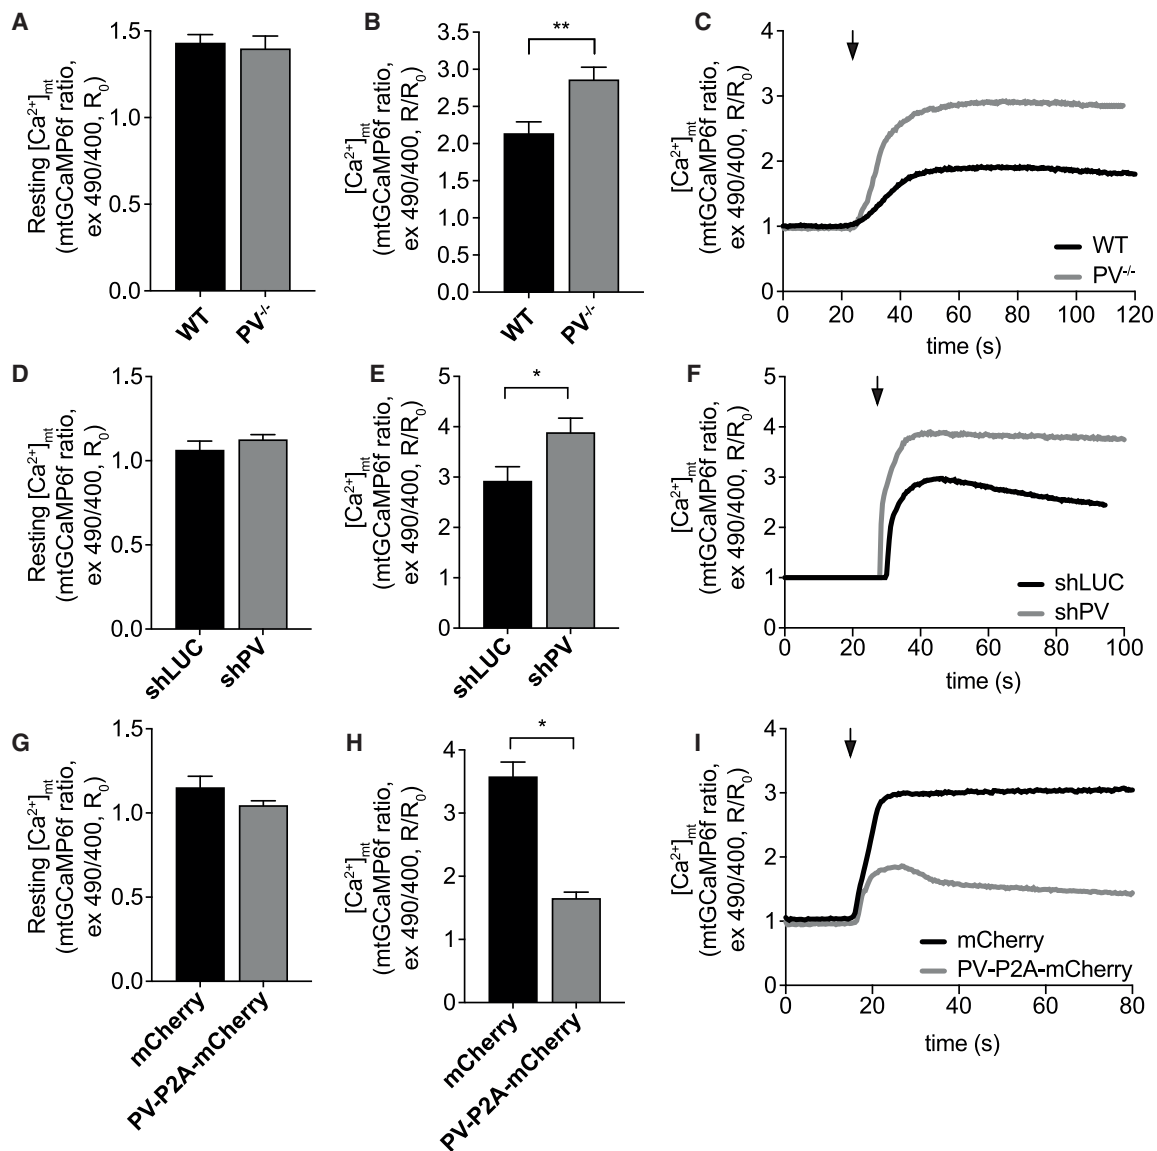 A
Resting [Ca²⁺]mt
(mtGCaMP6f ratio,
ex 490/400, R₀)
1.5
1.0
0.5
0.0
WT
PV⁻/⁻
B
[Ca²⁺]mt
(mtGCaMP6f ratio,
ex 490/400, R/R₀)
3.5
3.0
2.5
2.0
1.5
1.0
0.5
0.0
**
WT
PV⁻/⁻
C
[Ca²⁺]mt
(mtGCaMP6f ratio,
ex 490/400, R/R₀)
4
3
2
1
0
WT
PV⁻/⁻
0 20 40 60 80 100 120
time (s)
D
Resting [Ca²⁺]mt
(mtGCaMP6f ratio,
ex 490/400, R₀)
1.5
1.0
0.5
0.0
shLUC
shPV
E
[Ca²⁺]mt
(mtGCaMP6f ratio,
ex 490/400, R/R₀)
5
4
3
2
1
0
*
shLUC
shPV
F
[Ca²⁺]mt
(mtGCaMP6f ratio,
ex 490/400, R/R₀)
5
4
3
2
1
0
shLUC
shPV
0 20 40 60 80 100
time (s)
G
Resting [Ca²⁺]mt
(mtGCaMP6f ratio,
ex 490/400, R₀)
1.5
1.0
0.5
0.0
mCherry
PV-P2A-mCherry
H
[Ca²⁺]mt
(mtGCaMP6f ratio,
ex 490/400, R/R₀)
4
3
2
1
0
*
mCherry
PV-P2A-mCherry
I
[Ca²⁺]mt
(mtGCaMP6f ratio,
ex 490/400, R/R₀)
4
3
2
1
0
mCherry
PV-P2A-mCherry
0 20 40 60 80
time (s)